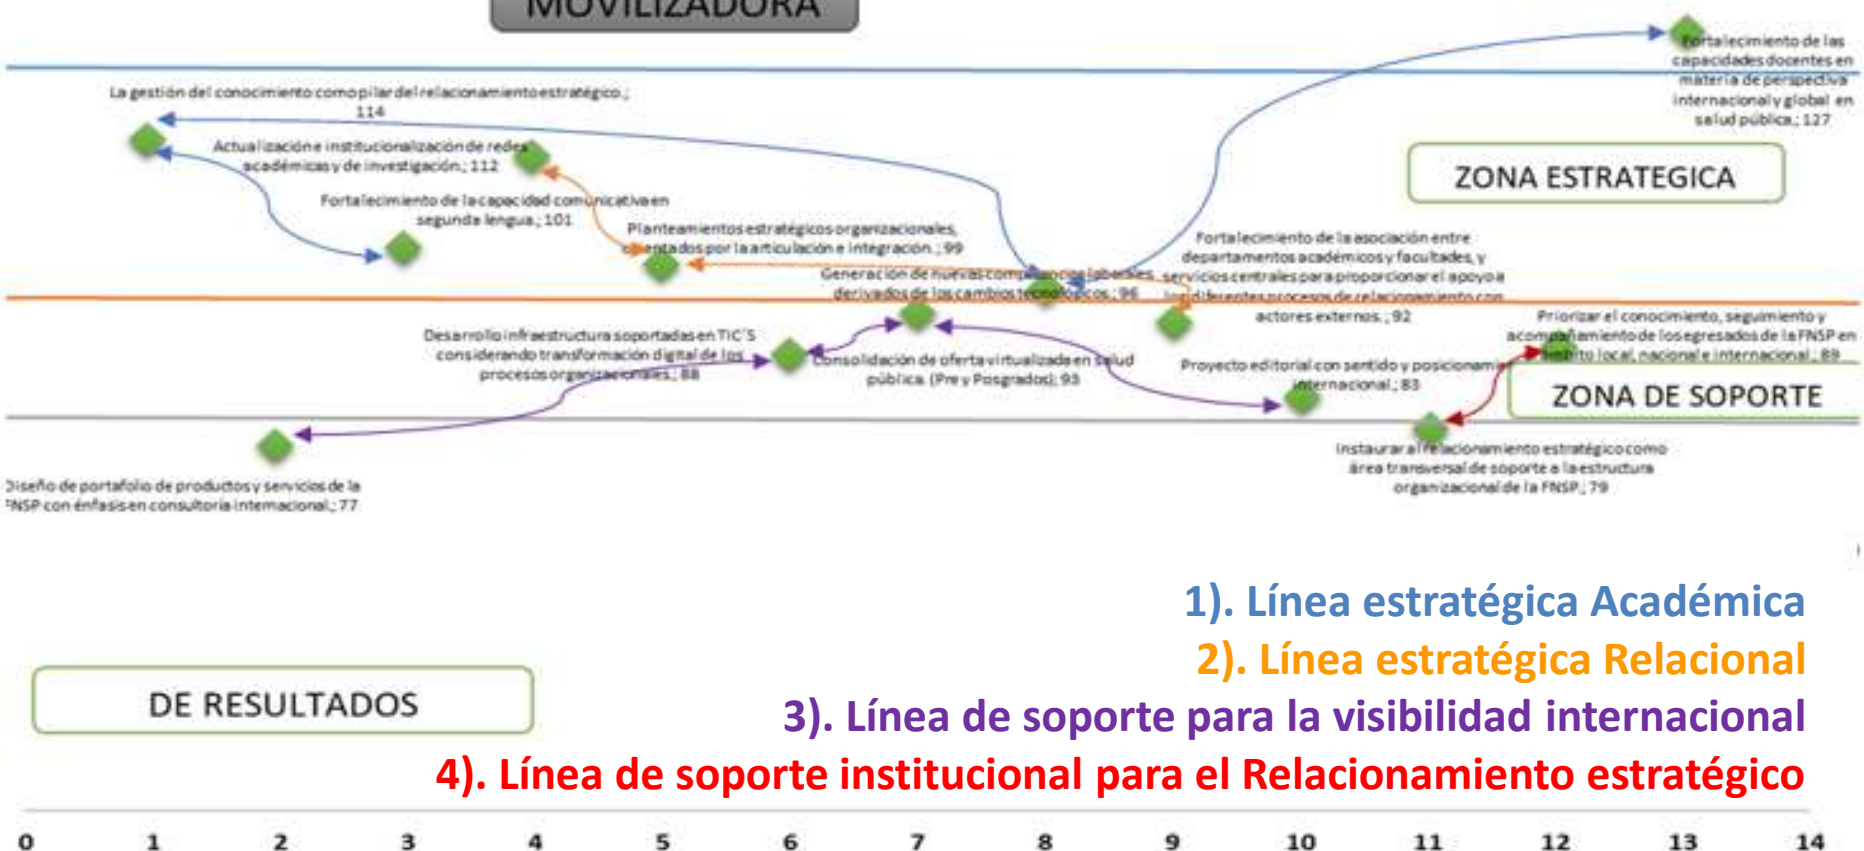 MOVILIZADORA
Fortalecimiento de las
capacidades docentes en
materia de perspectiva
internacional y global en
salud pública.; 127
La gestión del conocimiento como pilar del relacionamiento estratégico.;
114
Actualización e institucionalización de redes
académicas y de investigación.; 112
ZONA ESTRATEGICA
Fortalecimiento de la capacidad comunicativa en
segunda lengua.; 101
Planteamientos estratégicos organizacionales,
por la articulación e integración.; 99
Fortalecimiento de la asociación entre
departamentos académicos y facultades, y
servicios centrales para proporcionar el apoyo a
los diferentes procesos de relacionamiento con
actores externos.; 92
Generación de nuevas competencias laborales
derivados de los cambios tecnológicos.; 96
Desarrollo infraestructura soportadas en TIC'S
considerando transformación digital de los
procesos organizacionales.; 88
Consolidación de oferta virtualizada en salud
pública. (Pre y Posgrados); 93
Proyecto editorial con sentido y posicionami
internacional.; 83
Priorizar el conocimiento, seguimiento y
acompañamiento de los egresados de la FNSP en
ámbito local, nacional e internacional.; 89
ZONA DE SOPORTE
Instaurar al relacionamiento estratégico como
área transversal de soporte a la estructura
organizacional de la FNSP.; 79
Diseño de portafolio de productos y servicios de la
FNSP con énfasis en consultoría internacional.; 77
1). Línea estratégica Académica
2). Línea estratégica Relacional
3). Línea de soporte para la visibilidad internacional
4). Línea de soporte institucional para el Relacionamiento estratégico
DE RESULTADOS
0 1 2 3 4 5 6 7 8 9 10 11 12 13 14